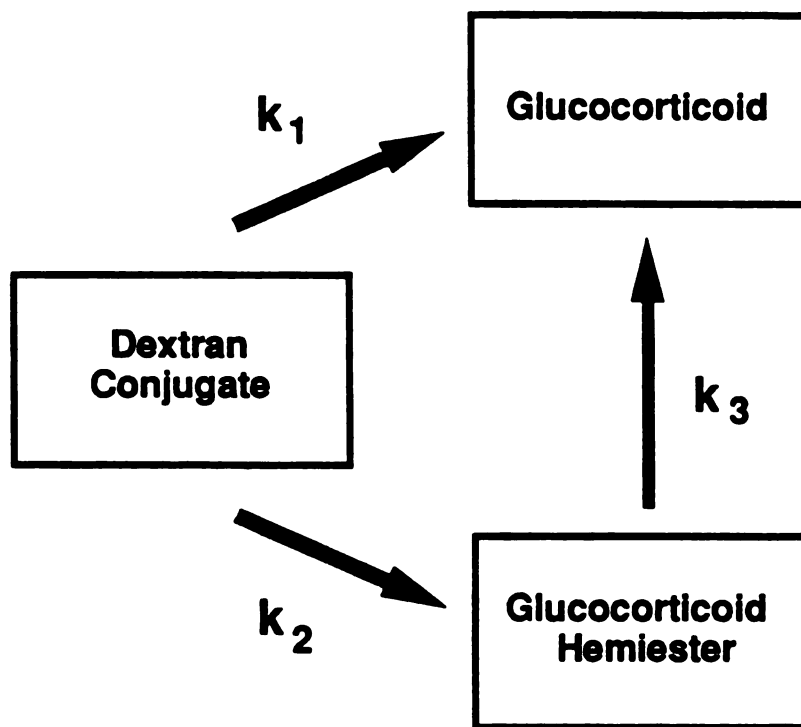 Glucocorticoid
k1
Dextran
Conjugate
k3
k2
Glucocorticoid
Hemiester